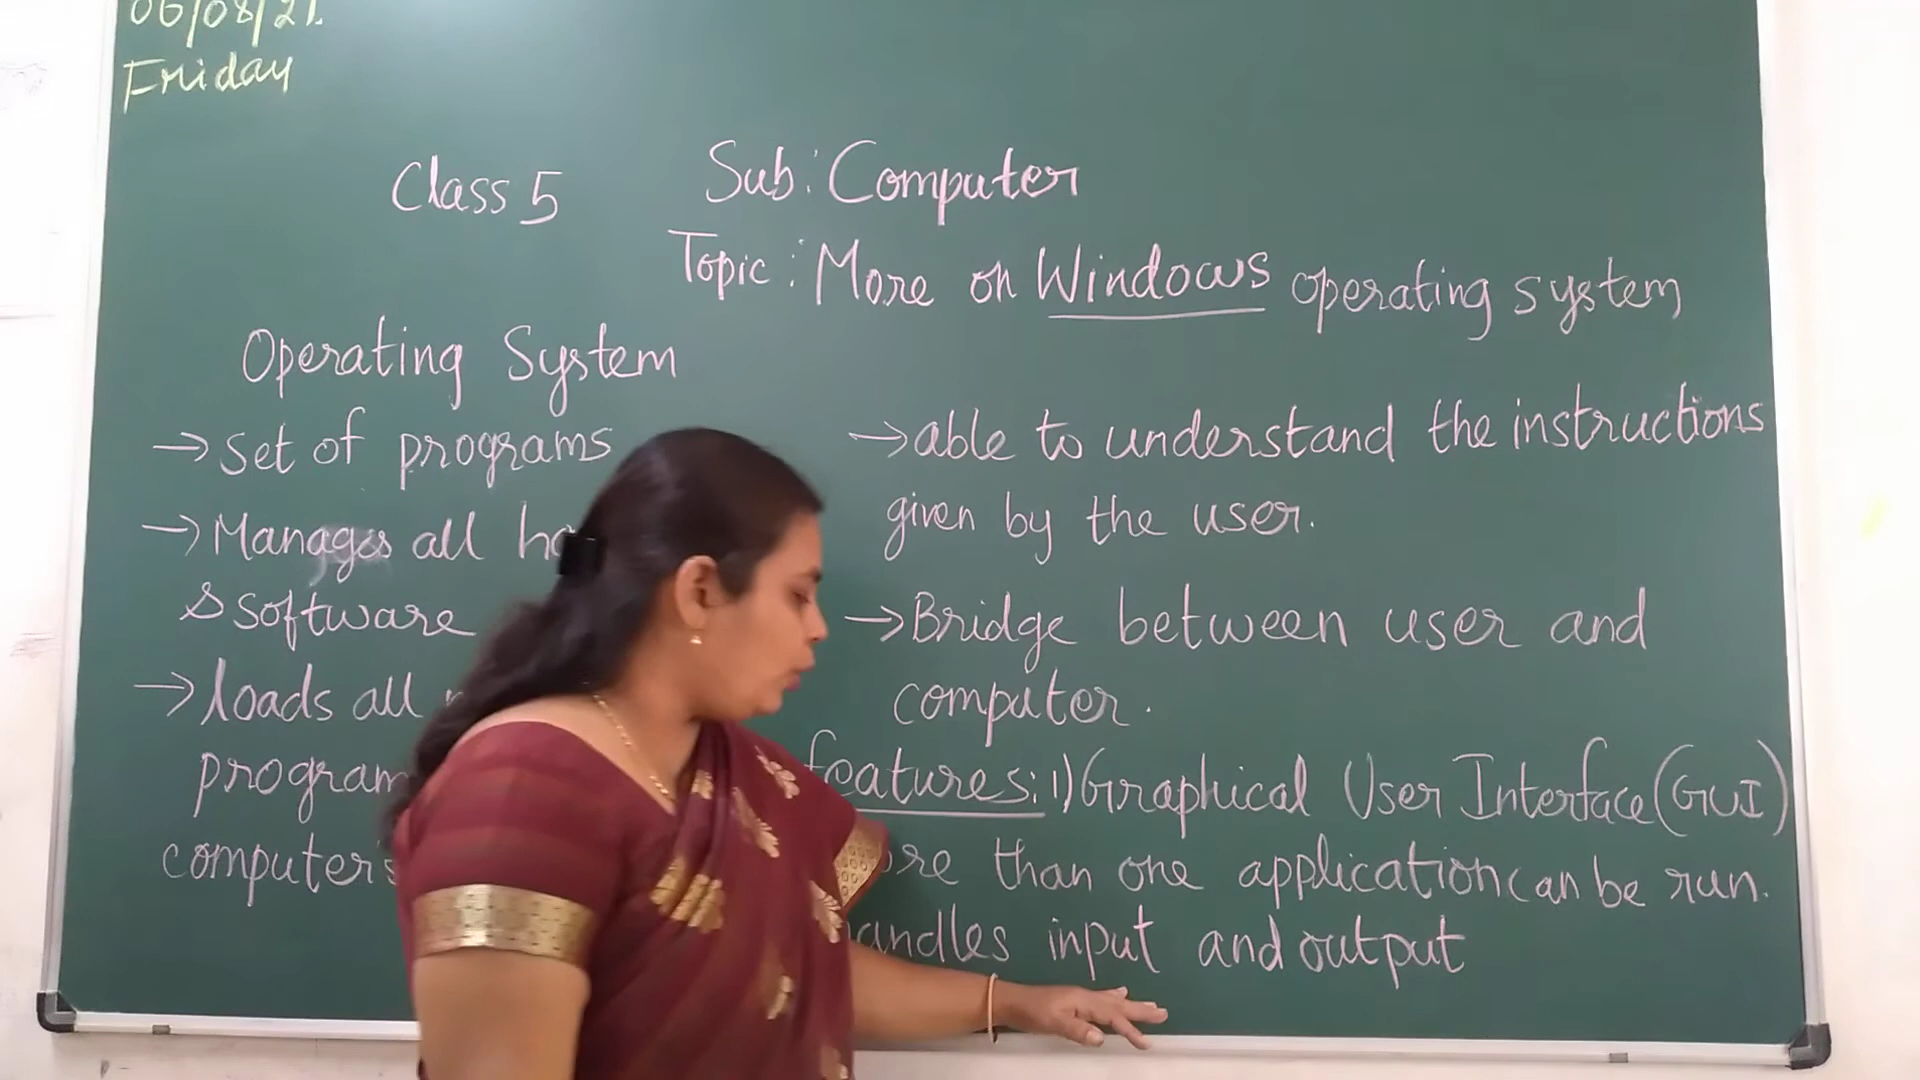 06/08/21.
Friday
Class 5
Sub: Computer
Topic: More on Windows operating system
Operating System
→ set of programs
→ Manages all
& software
→ loads all
program
computer's
→ able to understand the instructions
given by the user.
→ Bridge between user and
computer.
features: 1) Graphical User Interface (GUI)
than one application can be run.
handles input and output